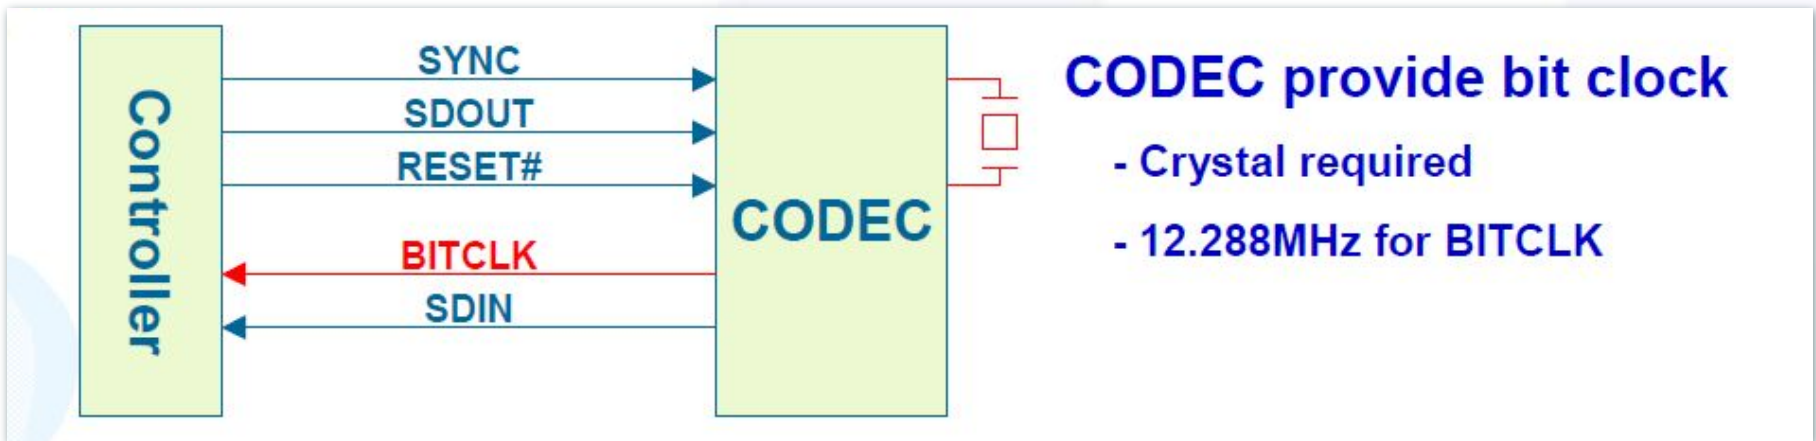 Controller
SYNC
SDOUT
RESET#
BITCLK
SDIN
CODEC
CODEC provide bit clock
- Crystal required
- 12.288MHz for BITCLK